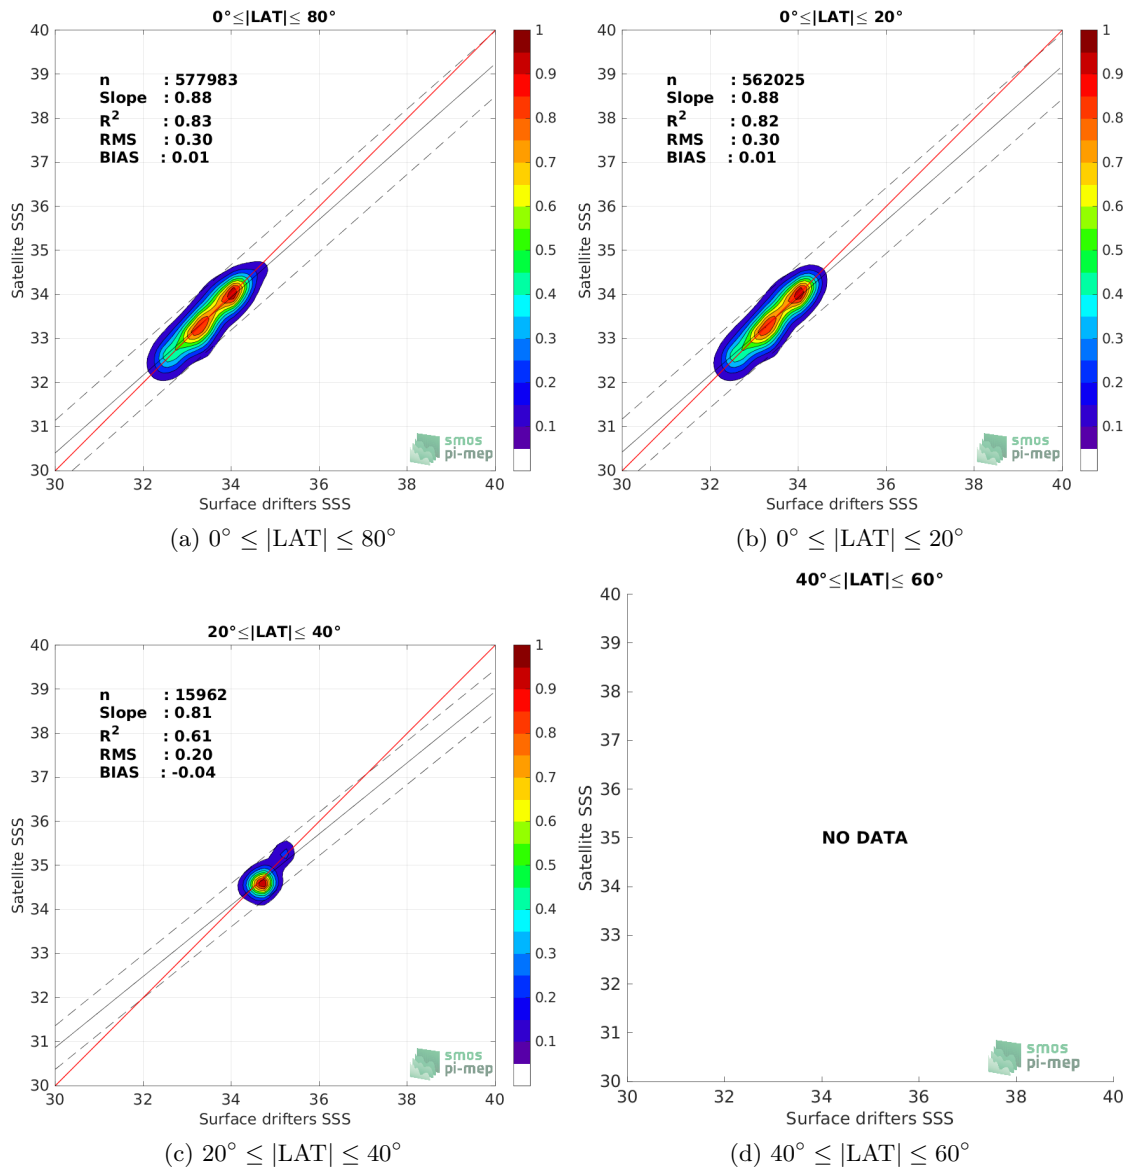 0°≤|LAT|≤ 80°
40
39
38
37
36
35
34
33
32
31
30
Satellite SSS
n : 577983
Slope : 0.88
R2 : 0.83
RMS : 0.30
BIAS : 0.01
smos
pi-mep
30 32 34 36 38 40
Surface drifters SSS
1
0.9
0.8
0.7
0.6
0.5
0.4
0.3
0.2
0.1
(a) 0° ≤ |LAT| ≤ 80°
0°≤|LAT|≤ 20°
40
39
38
37
36
35
34
33
32
31
30
Satellite SSS
n : 562025
Slope : 0.88
R2 : 0.82
RMS : 0.30
BIAS : 0.01
smos
pi-mep
30 32 34 36 38 40
Surface drifters SSS
1
0.9
0.8
0.7
0.6
0.5
0.4
0.3
0.2
0.1
(b) 0° ≤ |LAT| ≤ 20°
20°≤|LAT|≤ 40°
40
39
38
37
36
35
34
33
32
31
30
Satellite SSS
n : 15962
Slope : 0.81
R2 : 0.61
RMS : 0.20
BIAS : -0.04
smos
pi-mep
30 32 34 36 38 40
Surface drifters SSS
1
0.9
0.8
0.7
0.6
0.5
0.4
0.3
0.2
0.1
(c) 20° ≤ |LAT| ≤ 40°
40°≤|LAT|≤ 60°
40
39
38
37
36
35
34
33
32
31
30
Satellite SSS
NO DATA
smos
pi-mep
30 32 34 36 38 40
Surface drifters SSS
(d) 40° ≤ |LAT| ≤ 60°